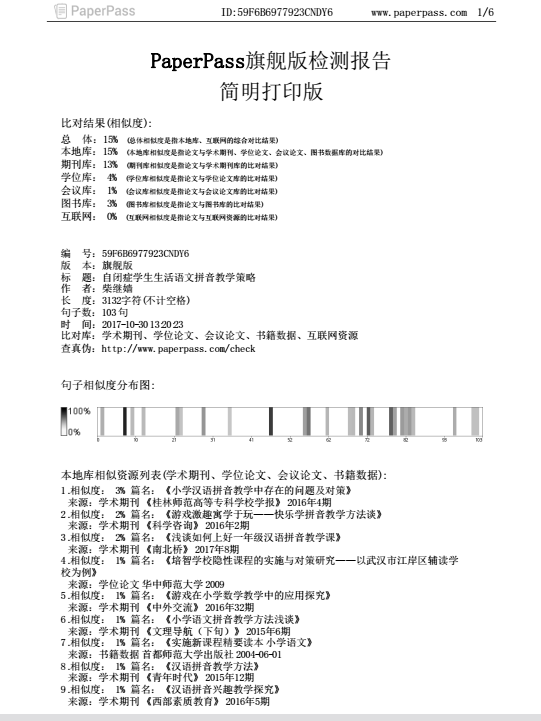 PaperPass ID:59F6B6977923CNDY6 www.paperpass.com 1/6
PaperPass旗舰版检测报告
简明打印版
比对结果(相似度):
总 体: 15% (总体相似度是指本地库、互联网的综合对比结果)
本地库: 15% (本地库相似度是指论文与学术期刊、学位论文、会议论文、图书数据库的对比结果)
期刊库: 13% (期刊库相似度是指论文与学术期刊库的比对结果)
学位库: 4% (学位库相似度是指论文与学位论文库的比对结果)
会议库: 1% (会议库相似度是指论文与会议论文库的比对结果)
图书库: 3% (图书库相似度是指论文与图书库的比对结果)
互联网: 0% (互联网相似度是指论文与互联网资源的比对结果)
编 号: 59F6B6977923CNDY6
版 本: 旗舰版
标 题: 自闭症学生生活语文拼音教学策略
作 者: 柴继嫱
长 度: 3132字符(不计空格)
句子数: 103句
时 间: 2017-10-30 13:20:23
比对库: 学术期刊、学位论文、会议论文、书籍数据、互联网资源
查真伪: http://www.paperpass.com/check
句子相似度分布图:
100%
0%
0 10 21 31 41 52 62 72 82 93 103
本地库相似资源列表(学术期刊、学位论文、会议论文、书籍数据):
1.相似度: 3% 篇名: 《小学汉语拼音教学中存在的问题及对策》
来源: 学术期刊 《桂林师范高等专科学校学报》 2016年4期
2.相似度: 2% 篇名: 《游戏激趣寓学于玩——快乐学拼音教学方法谈》
来源: 学术期刊 《科学咨询》 2016年2期
3.相似度: 2% 篇名: 《浅谈如何上好一年级汉语拼音教学课》
来源: 学术期刊 《南北桥》 2017年8期
4.相似度: 1% 篇名: 《培智学校隐性课程的实施与对策研究——以武汉市江岸区辅读学
校为例》
来源: 学位论文 华中师范大学 2009
5.相似度: 1% 篇名: 《游戏在小学数学教学中的应用探究》
来源: 学术期刊 《中外交流》 2016年32期
6.相似度: 1% 篇名: 《小学语文拼音教学方法浅谈》
来源: 学术期刊 《文理导航（下旬）》 2015年6期
7.相似度: 1% 篇名: 《实施新课程精要读本 小学语文》
来源: 书籍数据 首都师范大学出版社 2004-06-01
8.相似度: 1% 篇名: 《汉语拼音教学方法》
来源: 学术期刊 《青年时代》 2015年12期
9.相似度: 1% 篇名: 《汉语拼音兴趣教学探究》
来源: 学术期刊 《西部素质教育》 2016年5期